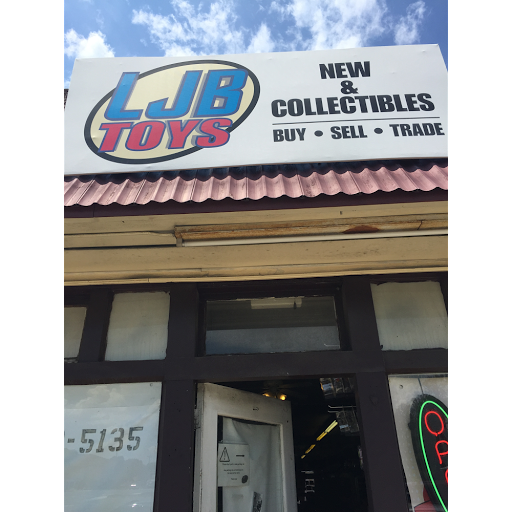 LJB
TOYS
NEW
&
COLLECTIBLES
BUY • SELL • TRADE
-5135